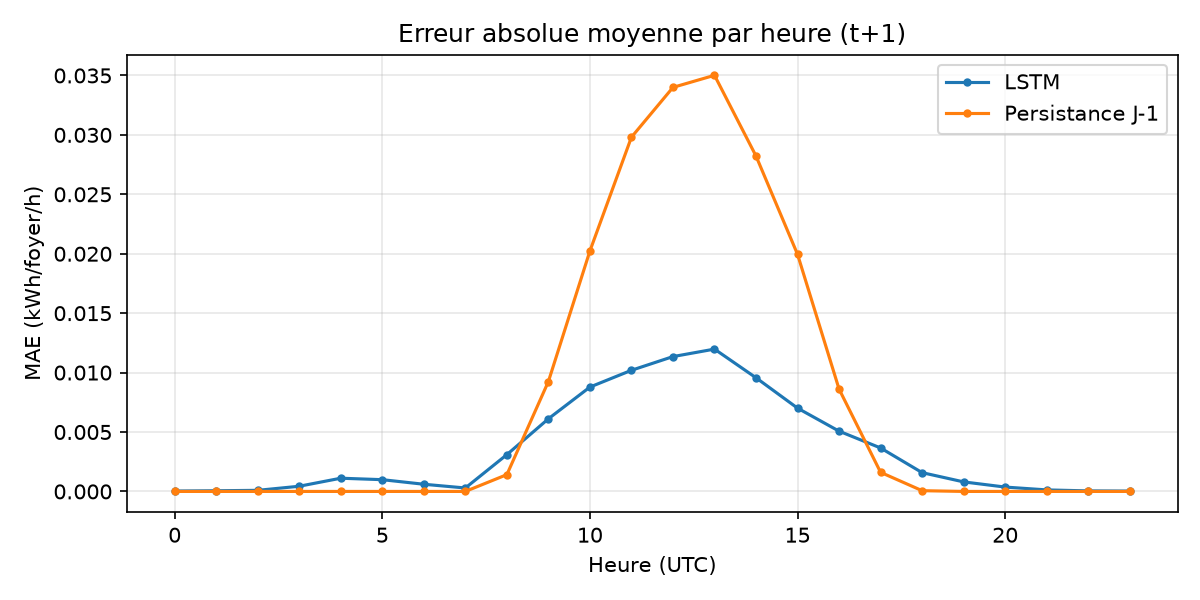 Erreur absolue moyenne par heure (t+1)
LSTM
Persistance J-1
MAE (kWh/foyer/h)
0.035
0.030
0.025
0.020
0.015
0.010
0.005
0.000
0 5 10 15 20
Heure (UTC)